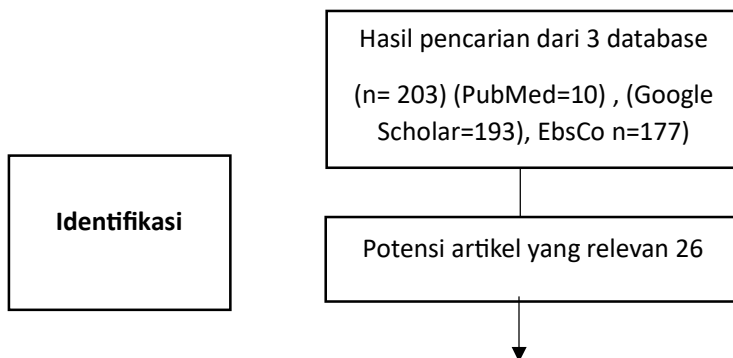 Hasil pencarian dari 3 database
(n= 203) (PubMed=10) , (Google
Scholar=193), EbsCo n=177)
Identifikasi
Potensi artikel yang relevan 26